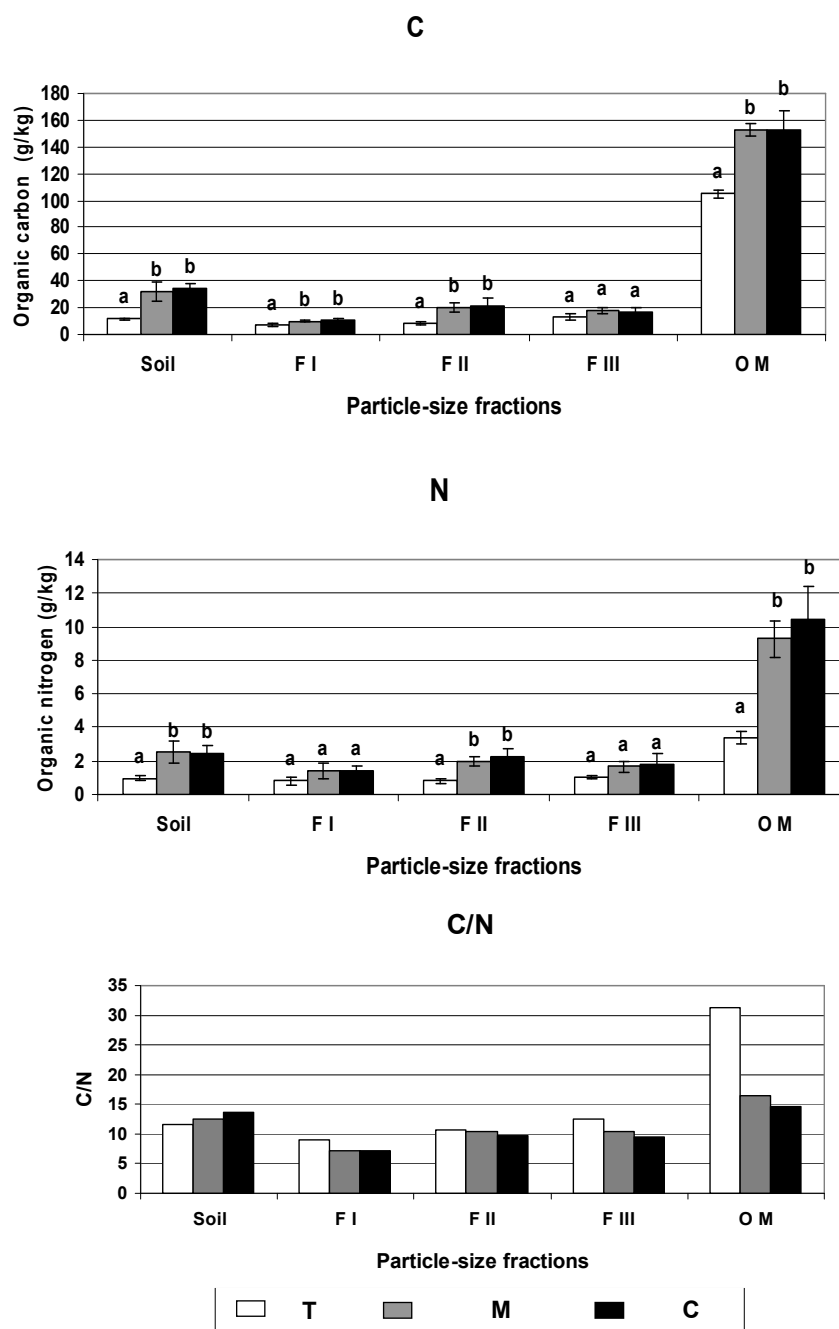 C
Organic carbon (g/kg)
180
160
140
120
100
80
60
40
20
0
a b b
a b b
a b b
a a a
a b b
Soil F I F II F III O M
Particle-size fractions
N
Organic nitrogen (g/kg)
14
12
10
8
6
4
2
0
a b b
a a a
a b b
a a a
a b b
Soil F I F II F III O M
Particle-size fractions
C/N
C/N
35
30
25
20
15
10
5
0
Soil F I F II F III O M
Particle-size fractions
T M C